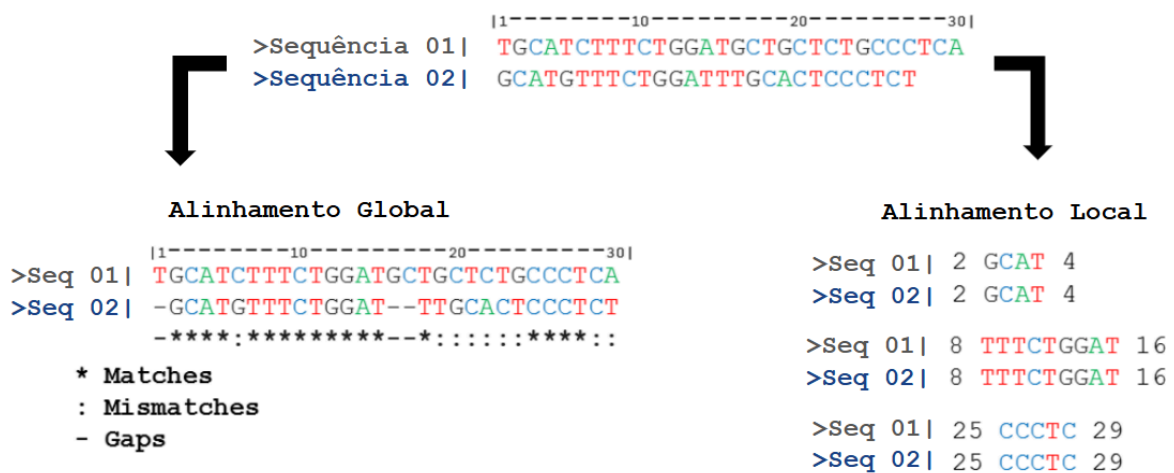 |1--------10---------20---------30|
>Sequência 01| TGCATCTTTCTGGATGCTGCTCTGCCCTCA
>Sequência 02| GCATGTTTCTGGATTTGCACTCCCTCT
Alinhamento Global
|1--------10---------20---------30|
>Seq 01| TGCATCTTTCTGGATGCTGCTCTGCCCTCA
>Seq 02| -GCATGTTTCTGGAT--TTGCACTCCCTCT
-****:*********--*::::::****::
* Matches
: Mismatches
- Gaps
Alinhamento Local
>Seq 01| 2 GCAT 4
>Seq 02| 2 GCAT 4
>Seq 01| 8 TTTCTGGAT 16
>Seq 02| 8 TTTCTGGAT 16
>Seq 01| 25 CCCTC 29
>Seq 02| 25 CCCTC 29